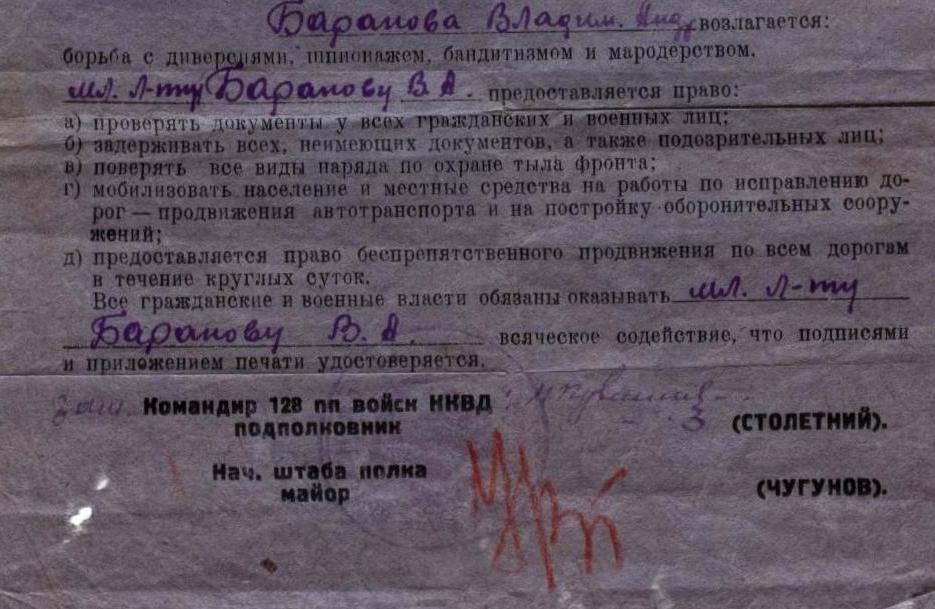 Баранова Владим. Анд. возлагается:
борьба с диверсиями, шпионажем, бандитизмом и мародерством.
мл. Л-ту Баранову В. А. предоставляется право:
а) проверять документы у всех гражданских и военных лиц;
б) задерживать всех, неимеющих документов, а также подозрительных лиц;
в) поверять все виды наряда по охране тыла фронта;
г) мобилизовать население и местные средства на работы по исправлению до-
рог — продвижения автотранспорта и на постройку оборонительных соору-
жений;
д) предоставляется право беспрепятственного продвижения по всем дорогам
в течение круглых суток.
Все гражданские и военные власти обязаны оказывать мл. Л-ту
Баранову В. А. всяческое содействие, что подписями
и приложением печати удостоверяется.
Зам. Командир 128 пп войск НКВД
подполковник (СТОЛЕТНИЙ).
Нач. штаба полка
майор (ЧУГУНОВ).